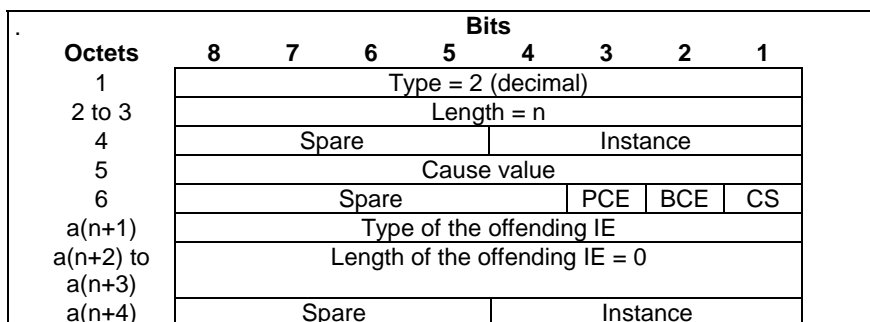 .
Bits
Octets 8 7 6 5 4 3 2 1
1 Type = 2 (decimal)
2 to 3 Length = n
4 Spare Instance
5 Cause value
6 Spare PCE BCE CS
a(n+1) Type of the offending IE
a(n+2) to Length of the offending IE = 0
a(n+3)
a(n+4) Spare Instance